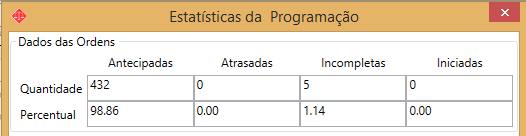 Estatísticas da Programação
Dados das Ordens
Antecipadas Atrasadas Incompletas Iniciadas
Quantidade 432 0 5 0
Percentual 98.86 0.00 1.14 0.00